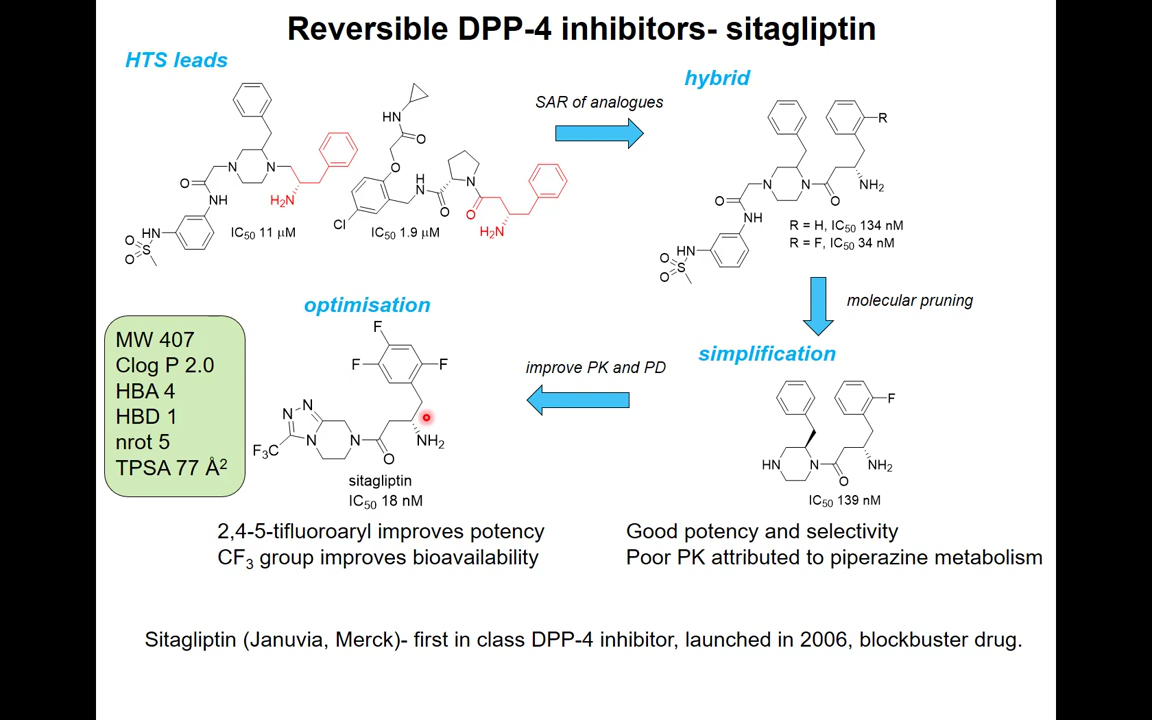 Reversible DPP-4 inhibitors- sitagliptin
HTS leads
hybrid
SAR of analogues
HN
O
N
N
O
NH
H₂N
HN
O
S
O
IC₅₀ 11 µM
O
H
N
N
O
O
Cl
H₂N
IC₅₀ 1.9 µM
R
N
N
O
NH₂
O
NH
HN
O
S
O
R = H, IC₅₀ 134 nM
R = F, IC₅₀ 34 nM
molecular pruning
optimisation
simplification
improve PK and PD
MW 407
Clog P 2.0
HBA 4
HBD 1
nrot 5
TPSA 77 Å²
F
F
F
N
N
N
N
F₃C
O
NH₂
sitagliptin
IC₅₀ 18 nM
F
HN
N
O
NH₂
IC₅₀ 139 nM
2,4-5-tifluoroaryl improves potency
CF₃ group improves bioavailability
Good potency and selectivity
Poor PK attributed to piperazine metabolism
Sitagliptin (Januvia, Merck)- first in class DPP-4 inhibitor, launched in 2006, blockbuster drug.